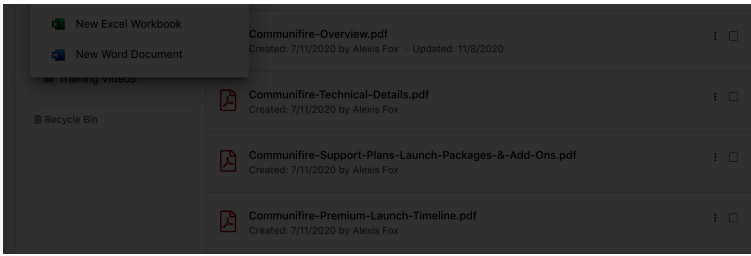 New Excel Workbook
New Word Document
Training Videos
Recycle Bin
Communifire-Overview.pdf
Created: 7/11/2020 by Alexis Fox · Updated: 11/8/2020
Communifire-Technical-Details.pdf
Created: 7/11/2020 by Alexis Fox
Communifire-Support-Plans-Launch-Packages-&-Add-Ons.pdf
Created: 7/11/2020 by Alexis Fox
Communifire-Premium-Launch-Timeline.pdf
Created: 7/11/2020 by Alexis Fox